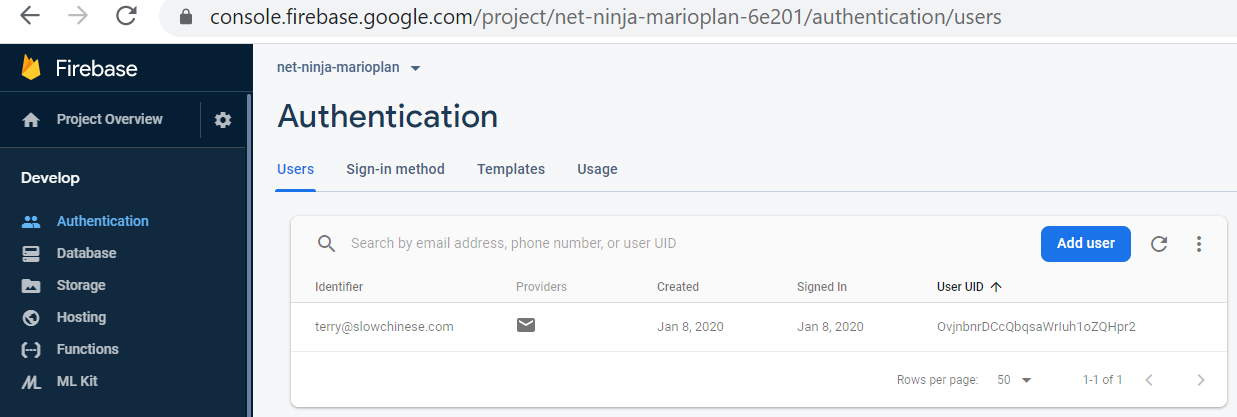 console.firebase.google.com/project/net-ninja-marioplan-6e201/authentication/users
Firebase
net-ninja-marioplan
Project Overview
Authentication
Develop
Users Sign-in method Templates Usage
Authentication
Database
Storage
Hosting
Functions
ML Kit
Search by email address, phone number, or user UID
Add user
Identifier Providers Created Signed In User UID
terry@slowchinese.com Jan 8, 2020 Jan 8, 2020 OvjnbnrDCcQbqsaWrIuh1oZQHpr2
Rows per page: 50 1-1 of 1